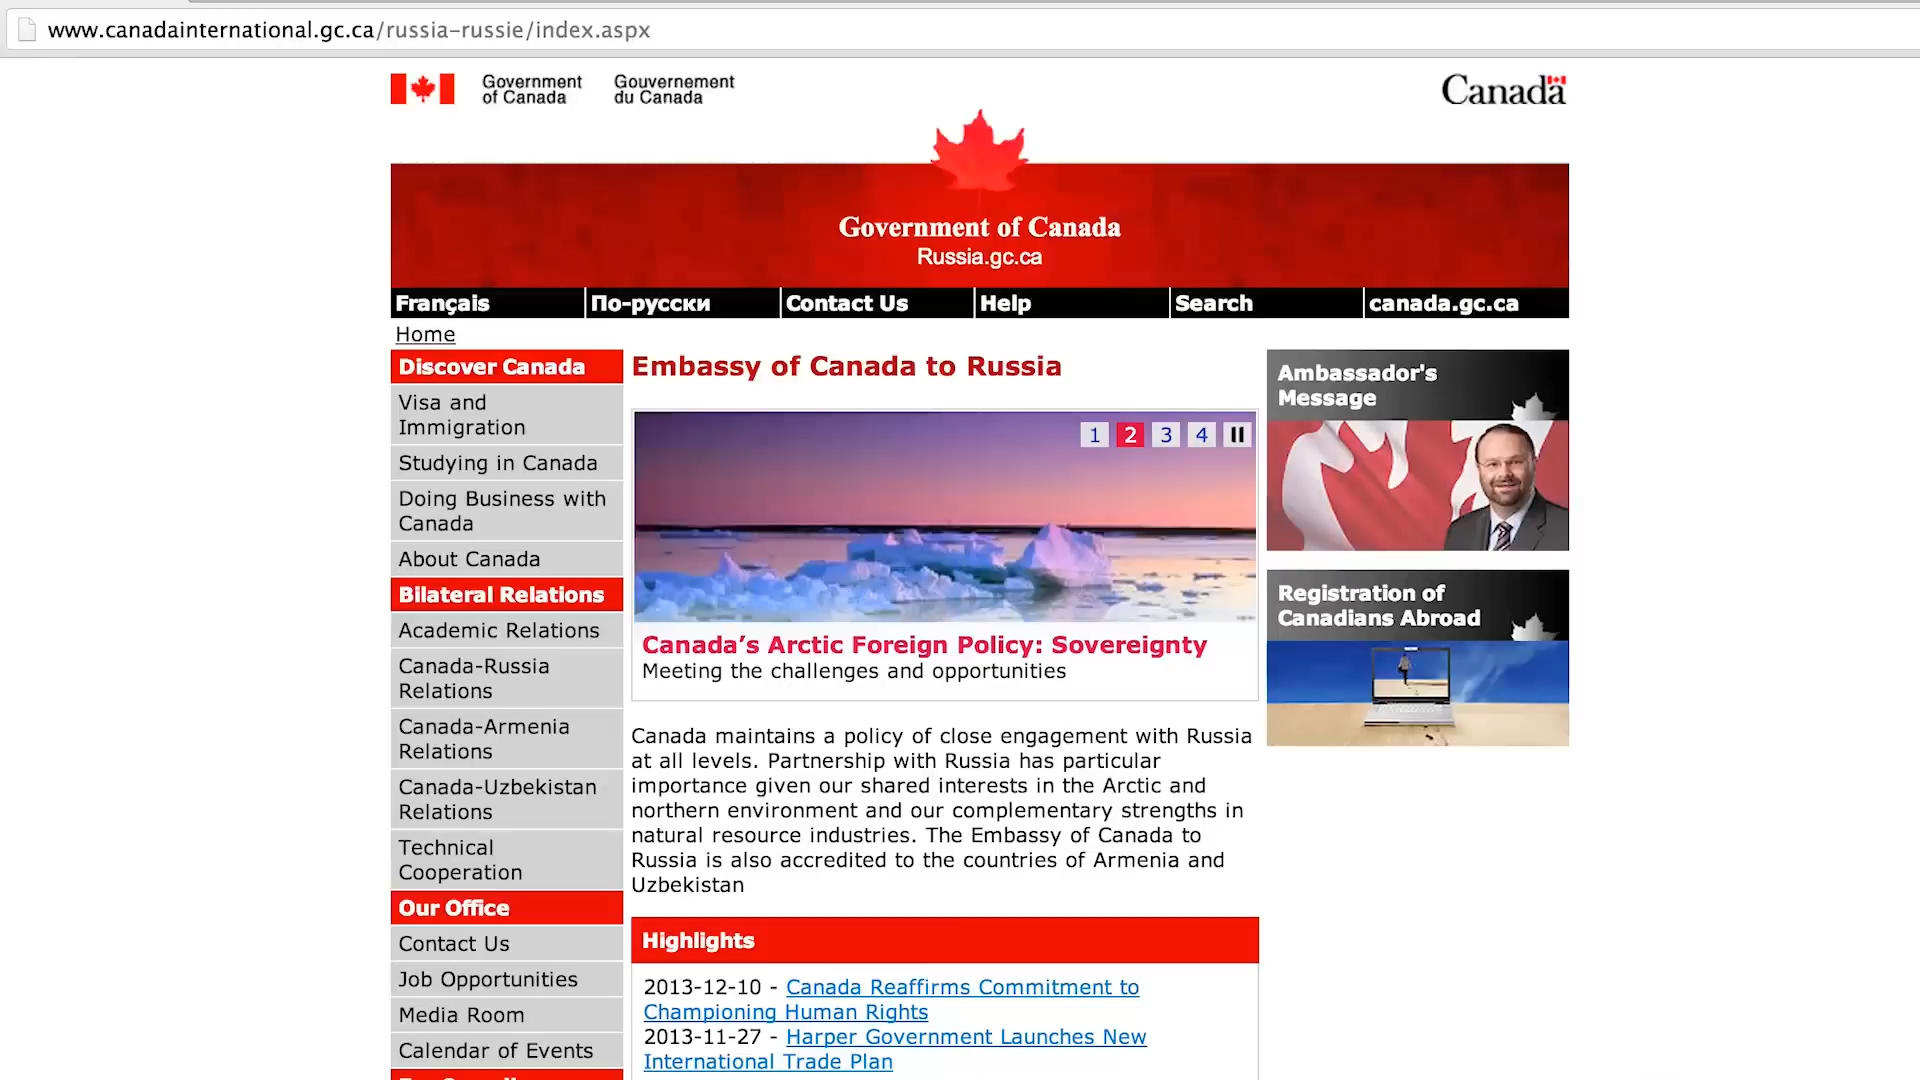 www.canadainternational.gc.ca/russia-russie/index.aspx
Government Gouvernement
of Canada du Canada
Canada
Government of Canada
Russia.gc.ca
Français По-русски Contact Us Help Search canada.gc.ca
Home
Discover Canada
Visa and
Immigration
Studying in Canada
Doing Business with
Canada
About Canada
Bilateral Relations
Academic Relations
Canada-Russia
Relations
Canada-Armenia
Relations
Canada-Uzbekistan
Relations
Technical
Cooperation
Our Office
Contact Us
Job Opportunities
Media Room
Calendar of Events
Embassy of Canada to Russia
1 2 3 4
Canada’s Arctic Foreign Policy: Sovereignty
Meeting the challenges and opportunities
Canada maintains a policy of close engagement with Russia
at all levels. Partnership with Russia has particular
importance given our shared interests in the Arctic and
northern environment and our complementary strengths in
natural resource industries. The Embassy of Canada to
Russia is also accredited to the countries of Armenia and
Uzbekistan
Highlights
2013-12-10 - Canada Reaffirms Commitment to
Championing Human Rights
2013-11-27 - Harper Government Launches New
International Trade Plan
Ambassador's
Message
Registration of
Canadians Abroad